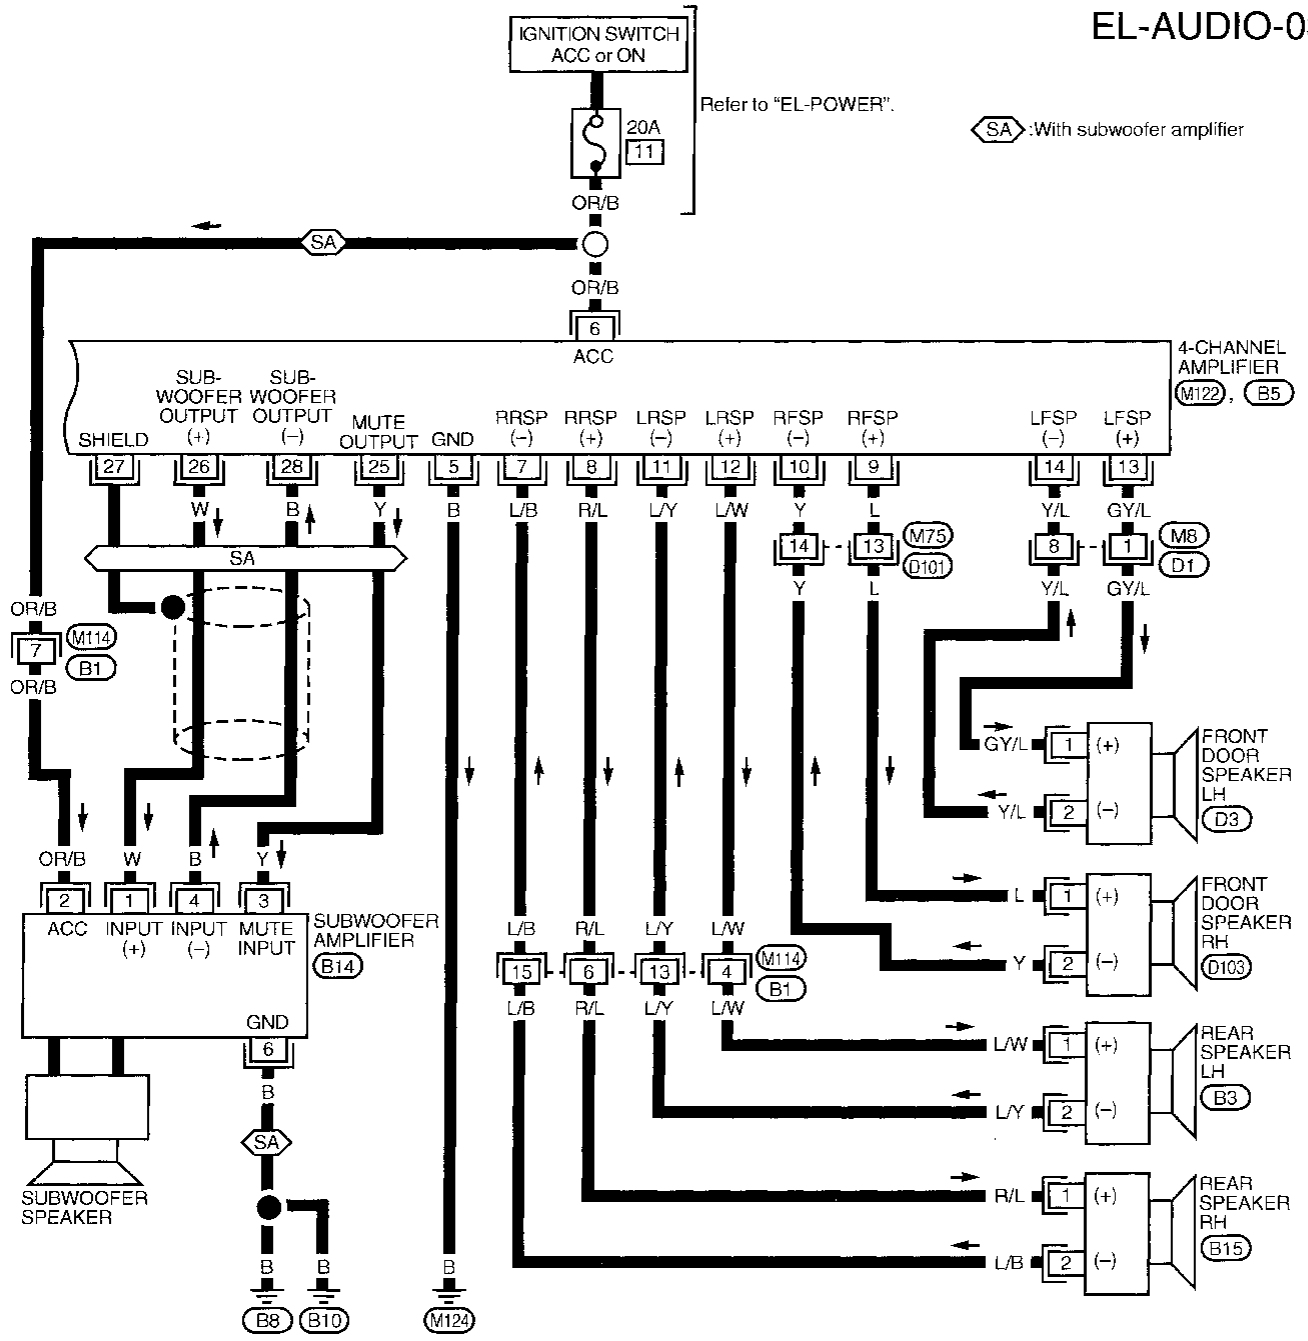 EL-AUDIO-0
IGNITION SWITCH
ACC or ON
Refer to "EL-POWER".
20A
11
SA :With subwoofer amplifier
OR/B
SA
OR/B
6
ACC
4-CHANNEL
AMPLIFIER
M122 , B5
SHIELD
SUB-
WOOFER
OUTPUT
(+)
SUB-
WOOFER
OUTPUT
(–)
MUTE
OUTPUT
GND
RRSP
(–)
RRSP
(+)
LRSP
(–)
LRSP
(+)
RFSP
(–)
RFSP
(+)
LFSP
(–)
LFSP
(+)
27 26 28 25 5 7 8 11 12 10 9 14 13
W B Y B L/B R/L L/Y L/W Y L Y/L GY/L
SA
14 13 M75
D101
8 1 M8
D1
Y L Y/L GY/L
OR/B
7 M114
B1
OR/B
GY/L 1 (+)
Y/L 2 (–)
FRONT
DOOR
SPEAKER
LH
D3
OR/B W B Y
2 1 4 3
ACC
INPUT
(+)
INPUT
(–)
MUTE
INPUT
SUBWOOFER
AMPLIFIER
B14
L 1 (+)
Y 2 (–)
FRONT
DOOR
SPEAKER
RH
D103
L/B R/L L/Y L/W
15 6 13 4 M114
B1
L/B R/L L/Y L/W
GND
6
B
SA
L/W 1 (+)
L/Y 2 (–)
REAR
SPEAKER
LH
B3
SUBWOOFER
SPEAKER
R/L 1 (+)
L/B 2 (–)
REAR
SPEAKER
RH
B15
B B B
B8 B10 M124